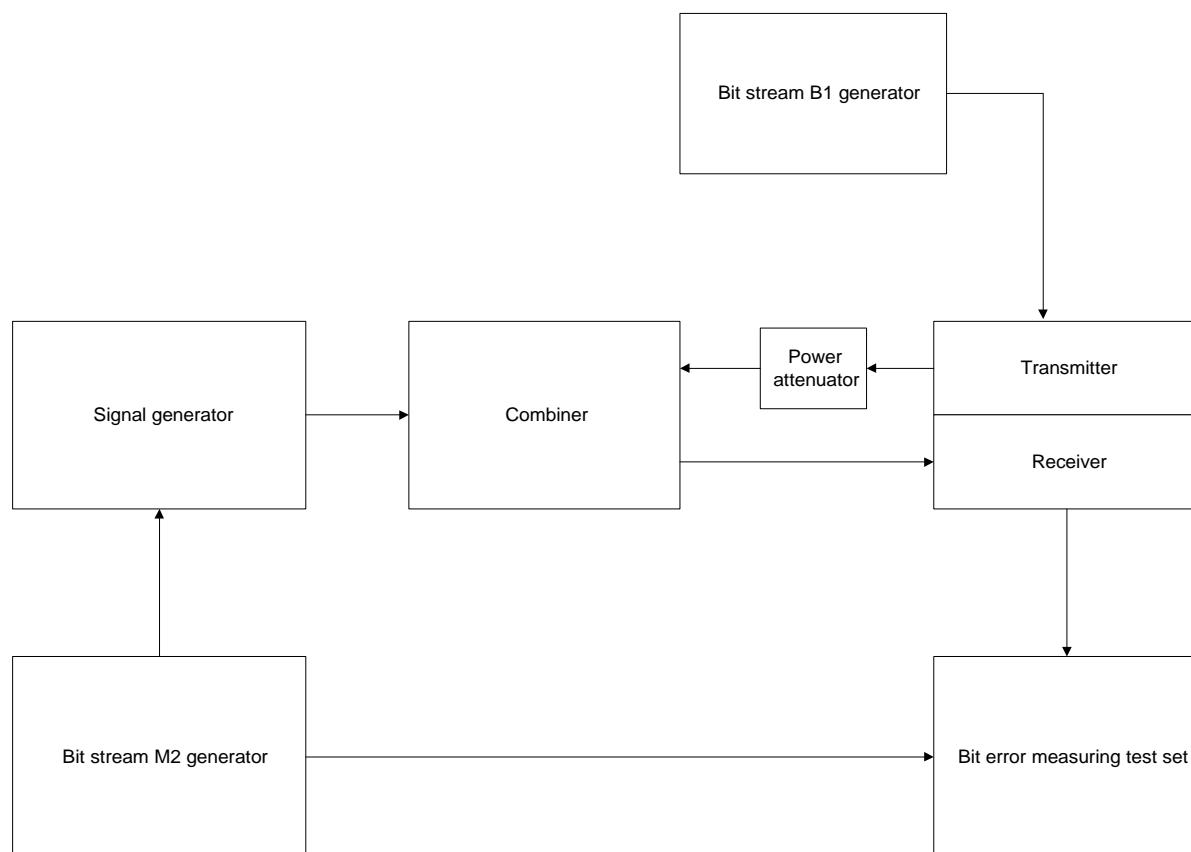 Bit stream B1 generator
Signal generator
Combiner
Power
attenuator
Transmitter
Receiver
Bit stream M2 generator
Bit error measuring test set